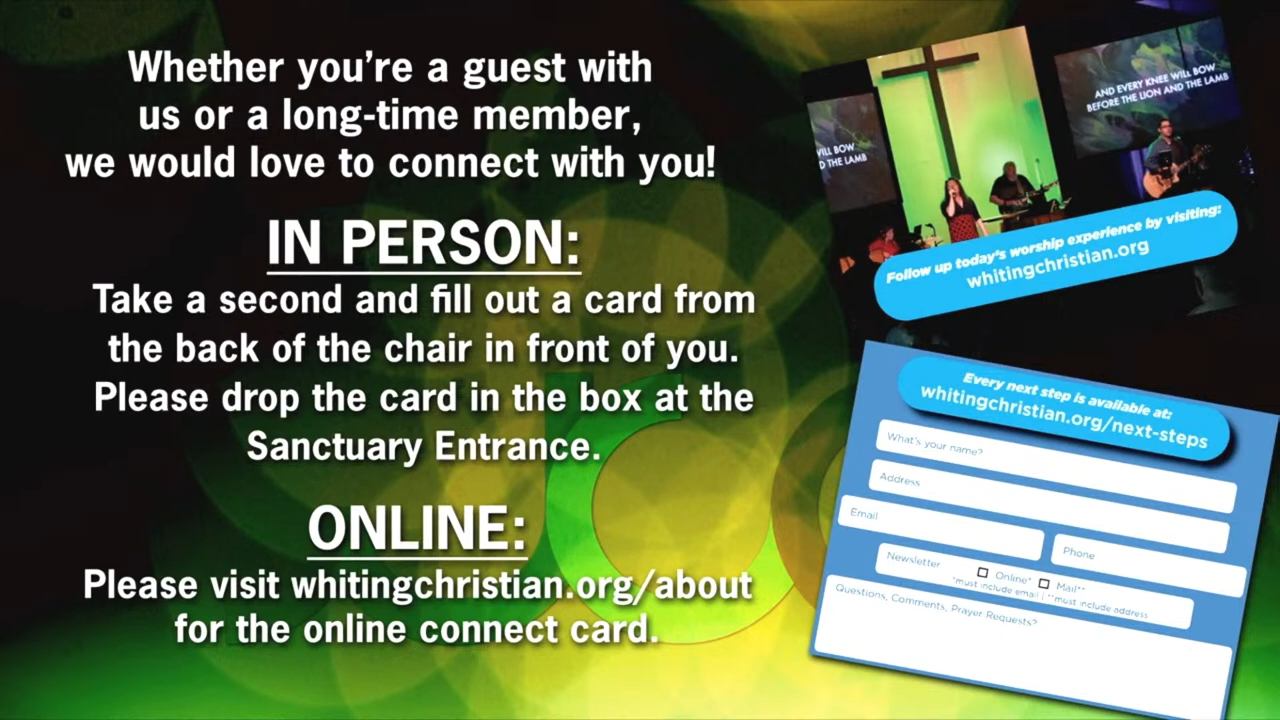 Whether you're a guest with
us or a long-time member,
we would love to connect with you!
IN PERSON:
Take a second and fill out a card from
the back of the chair in front of you.
Please drop the card in the box at the
Sanctuary Entrance.
ONLINE:
Please visit whitingchristian.org/about
for the online connect card.
AND EVERY KNEE WILL BOW
BEFORE THE LION AND THE LAMB
WILL BOW
D THE LAMB
Follow up today's worship experience by visiting:
whitingchristian.org
Every next step is available at:
whitingchristian.org/next-steps
What's your name?
Address
Email
Phone
Newsletter Online* Mail**
*must include email | **must include address
Questions, Comments, Prayer Requests?